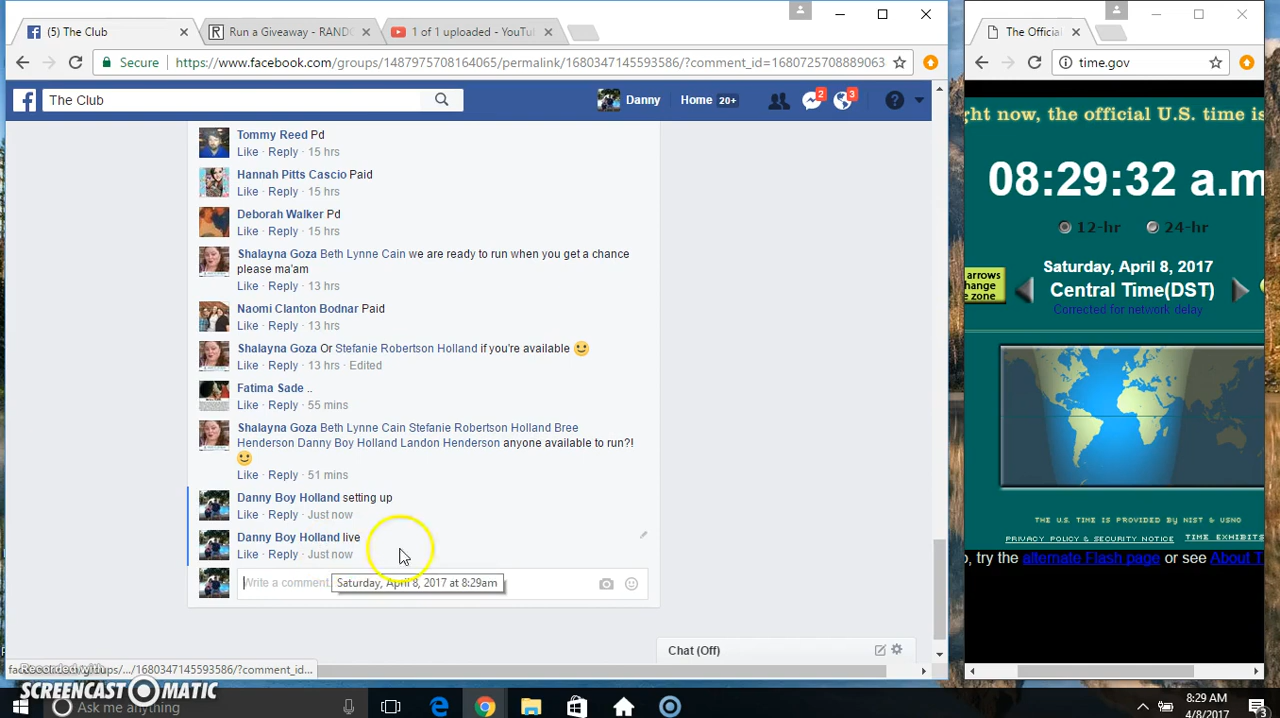 (5) The Club
Run a Giveaway - RAND
1 of 1 uploaded - YouTu
The Official
Secure
https://www.facebook.com/groups/1487975708164065/permalink/1680347145593586/?comment_id=1680725708889063
time.gov
The Club
Danny
Home 20+
2
3
ght now, the official U.S. time is
08:29:32 a.m
12-hr
24-hr
Saturday, April 8, 2017
Central Time(DST)
Corrected for network delay
arrows
change
e zone
THE U.S. TIME IS PROVIDED BY NIST & USNO
PRIVACY POLICY & SECURITY NOTICE
TIME EXHIBITS
o, try the alternate Flash page or see About T
Tommy Reed Pd
Like · Reply · 15 hrs
Hannah Pitts Cascio Paid
Like · Reply · 15 hrs
Deborah Walker Pd
Like · Reply · 15 hrs
Shalayna Goza Beth Lynne Cain we are ready to run when you get a chance
please ma'am
Like · Reply · 13 hrs
Naomi Clanton Bodnar Paid
Like · Reply · 13 hrs
Shalayna Goza Or Stefanie Robertson Holland if you're available
Like · Reply · 13 hrs · Edited
Fatima Sade ..
Like · Reply · 55 mins
Shalayna Goza Beth Lynne Cain Stefanie Robertson Holland Bree
Henderson Danny Boy Holland Landon Henderson anyone available to run?!
Like · Reply · 51 mins
Danny Boy Holland setting up
Like · Reply · Just now
Danny Boy Holland live
Like · Reply · Just now
Write a comment.
Saturday, April 8, 2017 at 8:29am
Chat (Off)
groups/.../1680347145593586/?comment_id...
Recorded with
SCREENCAST-O-MATIC
Ask me anything
8:29 AM
4/8/2017
3